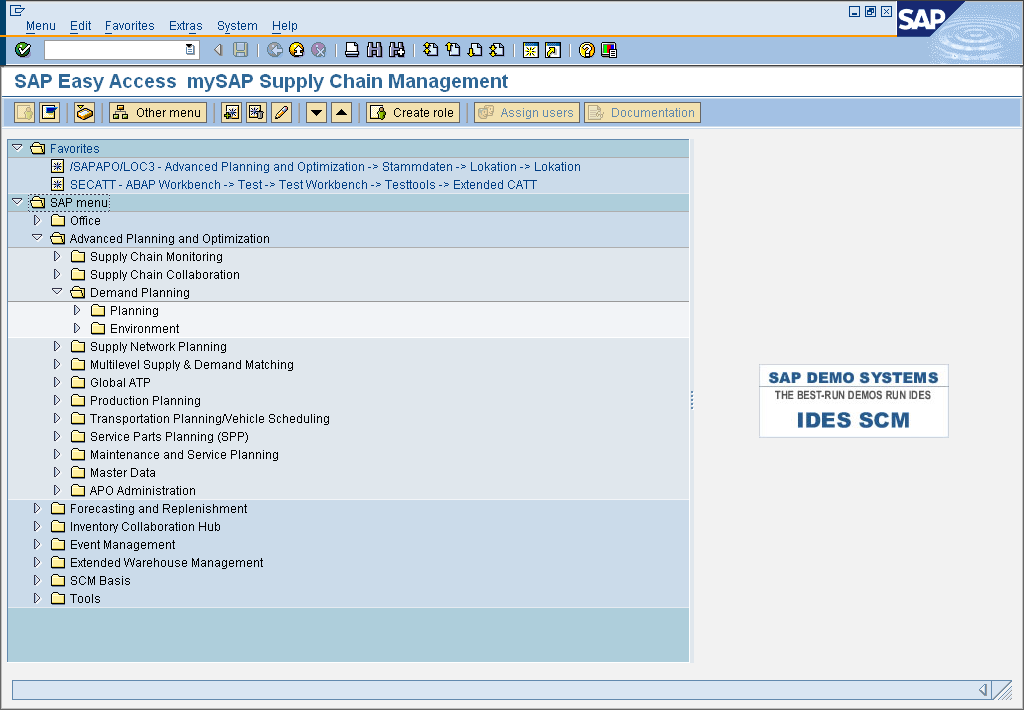 Menu Edit Favorites Extras System Help
SAP
SAP Easy Access mySAP Supply Chain Management
Other menu Create role Assign users Documentation
Favorites
/SAPAPO/LOC3 - Advanced Planning and Optimization -> Stammdaten -> Lokation -> Lokation
SECATT - ABAP Workbench -> Test -> Test Workbench -> Testtools -> Extended CATT
SAP menu
Office
Advanced Planning and Optimization
Supply Chain Monitoring
Supply Chain Collaboration
Demand Planning
Planning
Environment
Supply Network Planning
Multilevel Supply & Demand Matching
Global ATP
Production Planning
Transportation Planning/Vehicle Scheduling
Service Parts Planning (SPP)
Maintenance and Service Planning
Master Data
APO Administration
Forecasting and Replenishment
Inventory Collaboration Hub
Event Management
Extended Warehouse Management
SCM Basis
Tools
SAP DEMO SYSTEMS
THE BEST-RUN DEMOS RUN IDES
IDES SCM